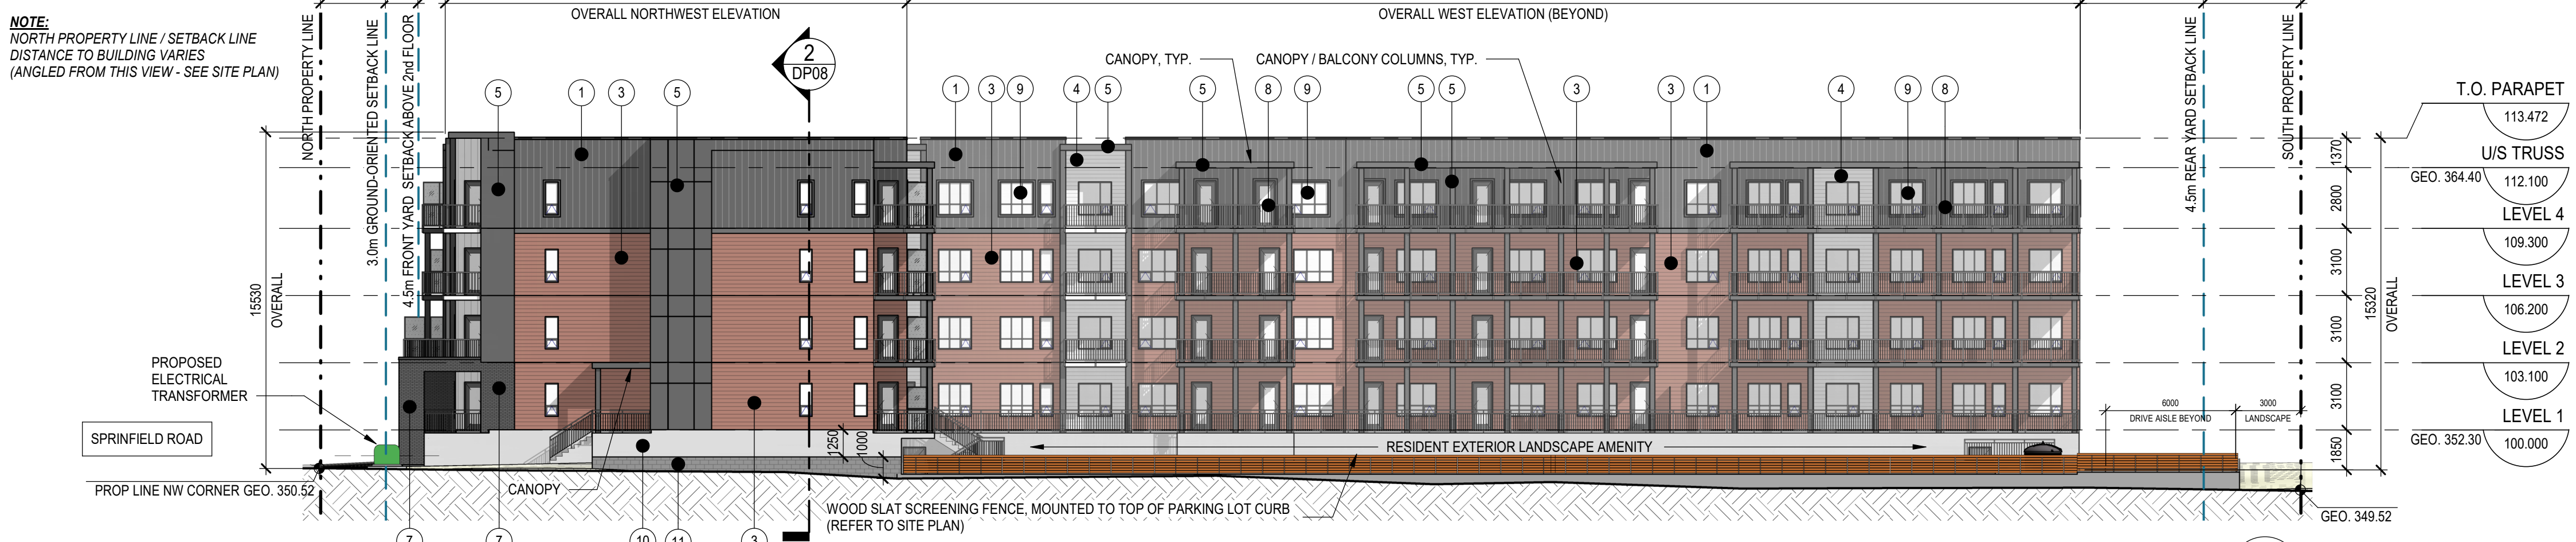 NOTE:
NORTH PROPERTY LINE / SETBACK LINE
DISTANCE TO BUILDING VARIES
(ANGLED FROM THIS VIEW - SEE SITE PLAN)
NORTH PROPERTY LINE
3.0m GROUND-ORIENTED SETBACK LINE
4.5m FRONT YARD SETBACK ABOVE 2nd FLOOR
OVERALL NORTHWEST ELEVATION
OVERALL WEST ELEVATION (BEYOND)
2
DP08
CANOPY, TYP.
CANOPY / BALCONY COLUMNS, TYP.
4.5m REAR YARD SETBACK LINE
SOUTH PROPERTY LINE
5 1 3 5 1 3 9 4 5 5 8 9 5 5 3 3 1 4 9 8
T.O. PARAPET
113.472
1370
U/S TRUSS
GEO. 364.40
112.100
2800
LEVEL 4
109.300
3100
LEVEL 3
106.200
3100
LEVEL 2
103.100
3100
LEVEL 1
GEO. 352.30
100.000
1850
15320
OVERALL
15530
OVERALL
PROPOSED
ELECTRICAL
TRANSFORMER
SPRINFIELD ROAD
PROP LINE NW CORNER GEO. 350.52
CANOPY
1250
1000
RESIDENT EXTERIOR LANDSCAPE AMENITY
WOOD SLAT SCREENING FENCE, MOUNTED TO TOP OF PARKING LOT CURB
(REFER TO SITE PLAN)
6000
DRIVE AISLE BEYOND
3000
LANDSCAPE
GEO. 349.52
7 7 10 11 3